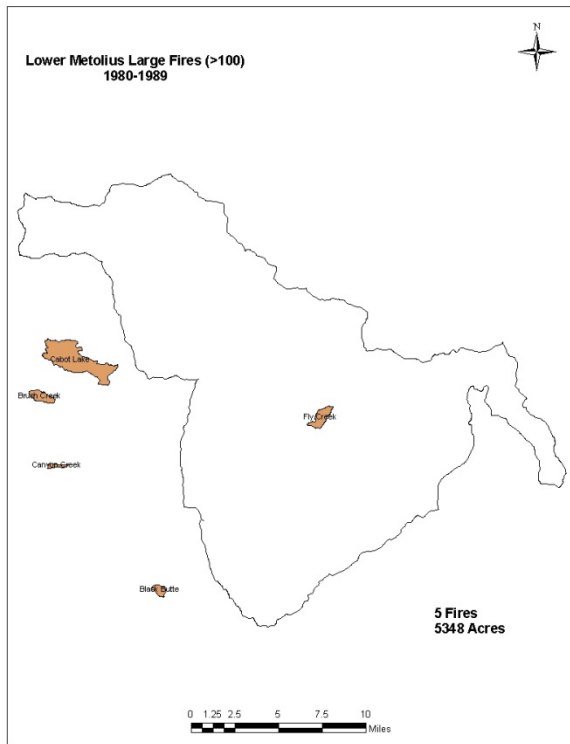 N
Lower Metolius Large Fires (>100)
1980-1989
Cabot Lake
Brush Creek
Fly Creek
Canyon Creek
Black Butte
5 Fires
5348 Acres
0 1.25 2.5 5 7.5 10
Miles